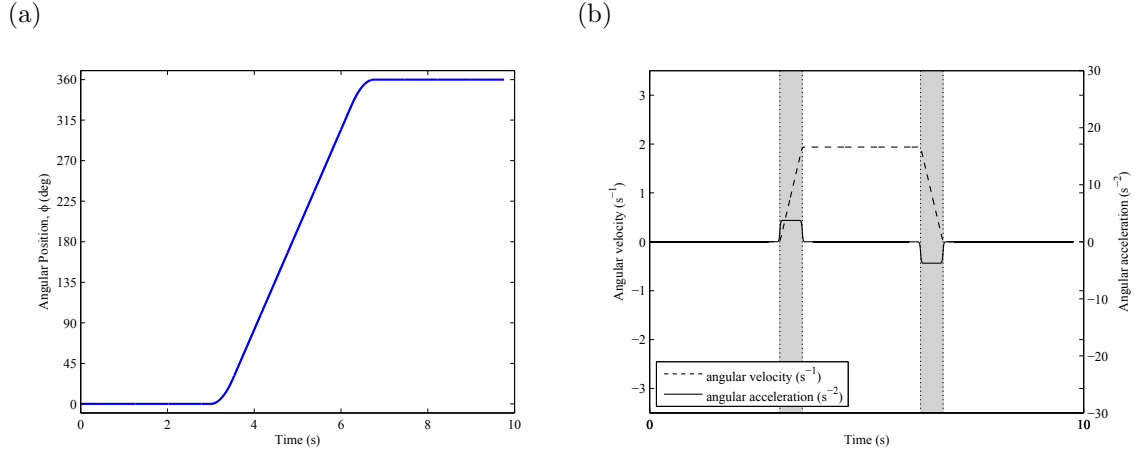 (a)
360
315
270
225
180
135
90
45
0
Angular Position, ϕ (deg)
0 2 4 6 8 10
Time (s)
(b)
3
2
1
0
−1
−2
−3
Angular velocity (s⁻¹)
30
20
10
0
−10
−20
−30
Angular acceleration (s⁻²)
angular velocity (s⁻¹)
angular acceleration (s⁻²)
0 10
Time (s)